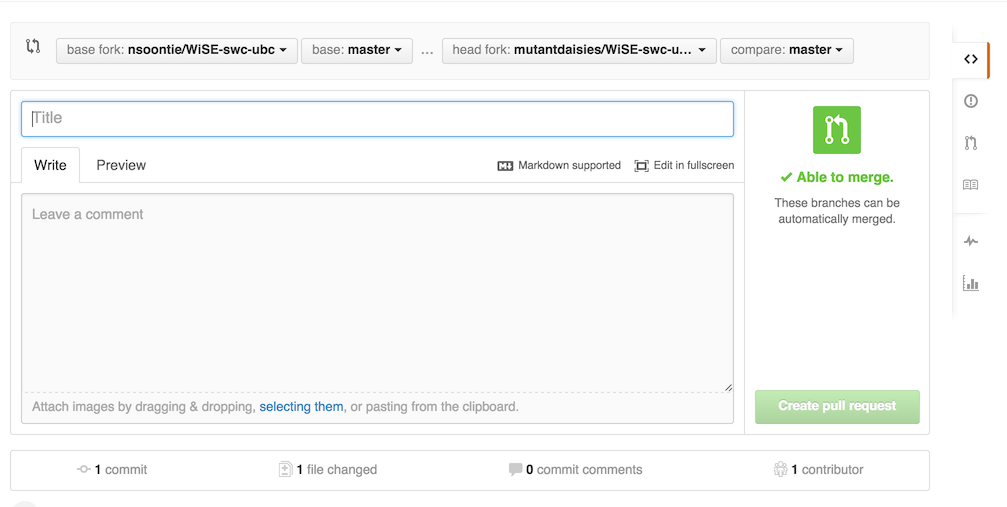 base fork: nsoontie/WiSE-swc-ubc base: master ... head fork: mutantdaisies/WiSE-swc-u... compare: master
Title
Write Preview Markdown supported Edit in fullscreen
Leave a comment
Attach images by dragging & dropping, selecting them, or pasting from the clipboard.
Able to merge.
These branches can be
automatically merged.
Create pull request
1 commit 1 file changed 0 commit comments 1 contributor